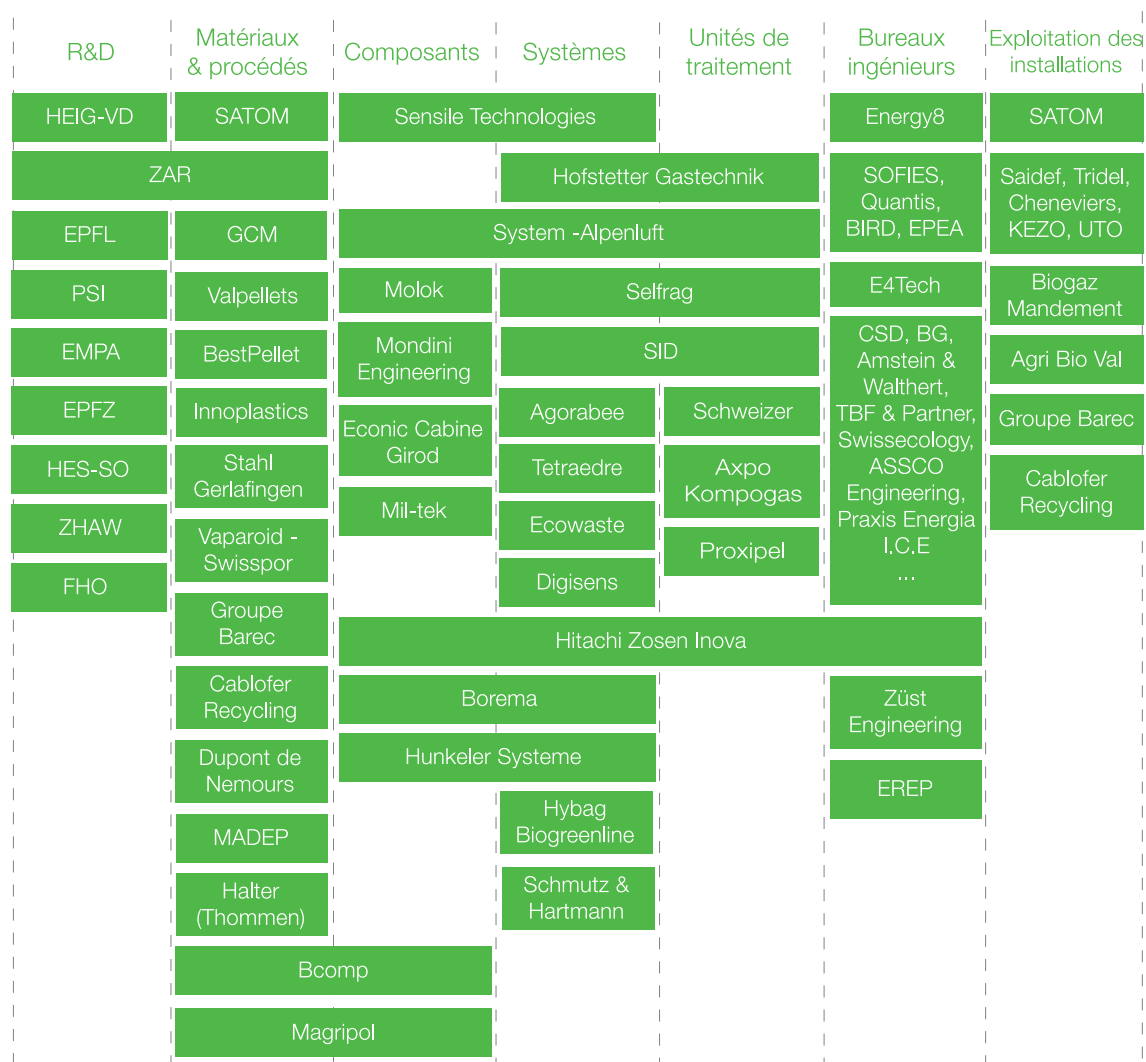 R&D
Matériaux
& procédés
Composants
Systèmes
Unités de
traitement
Bureaux
ingénieurs
Exploitation des
installations
HEIG-VD
SATOM
Sensile Technologies
Energy8
SATOM
ZAR
Hofstetter Gastechnik
SOFIES,
Quantis,
BIRD, EPEA
Saidef, Tridel,
Cheneviers,
KEZO, UTO
EPFL
GCM
System -Alpenluft
PSI
Valpellets
Molok
Selfrag
E4Tech
Biogaz
Mandement
EMPA
BestPellet
Mondini
Engineering
SID
CSD, BG,
Amstein &
Walthert,
TBF & Partner,
Swissecology,
ASSCO
Engineering,
Praxis Energia
I.C.E
...
Agri Bio Val
EPFZ
Innoplastics
Econic Cabine
Girod
Agorabee
Schweizer
Groupe Barec
HES-SO
Stahl
Gerlafingen
Tetraedre
Axpo
Kompogas
Cablofer
Recycling
ZHAW
Vaparoid -
Swisspor
Mil-tek
Ecowaste
Proxipel
FHO
Digisens
Groupe
Barec
Hitachi Zosen Inova
Cablofer
Recycling
Borema
Züst
Engineering
Dupont de
Nemours
Hunkeler Systeme
EREP
MADEP
Hybag
Biogreenline
Halter
(Thommen)
Schmutz &
Hartmann
Bcomp
Magripol